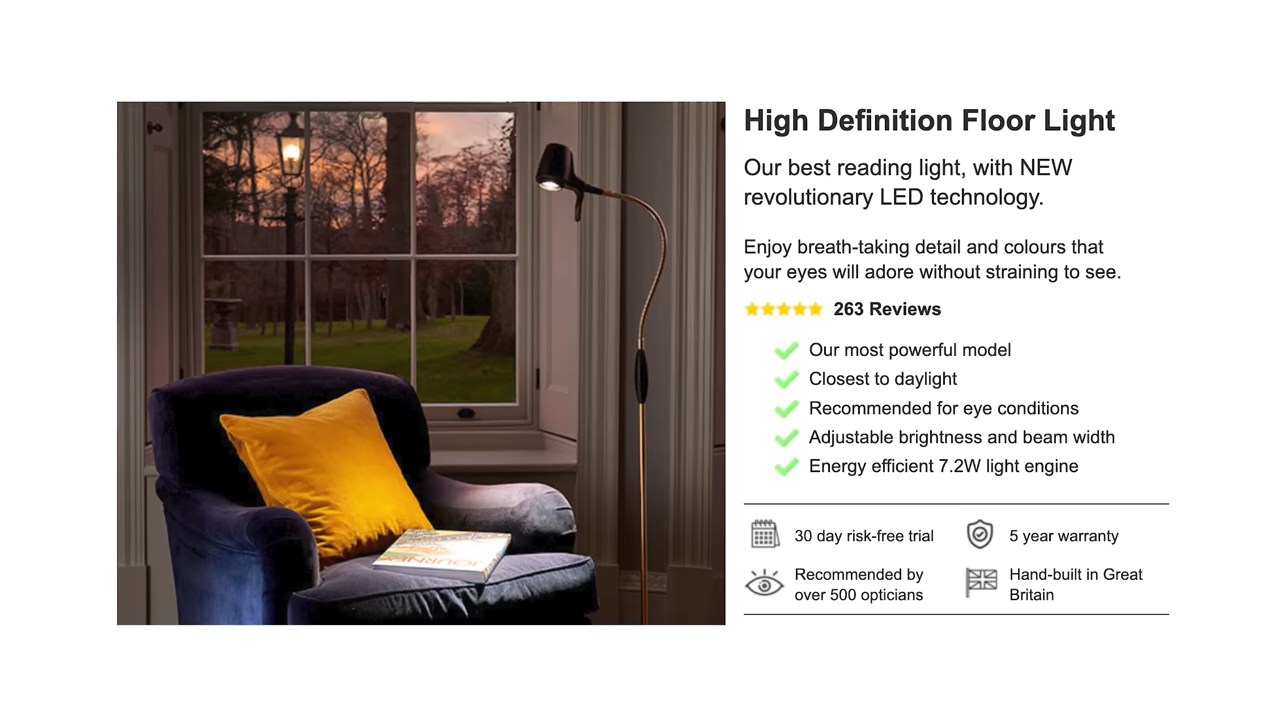 High Definition Floor Light
Our best reading light, with NEW
revolutionary LED technology.
Enjoy breath-taking detail and colours that
your eyes will adore without straining to see.
263 Reviews
Our most powerful model
Closest to daylight
Recommended for eye conditions
Adjustable brightness and beam width
Energy efficient 7.2W light engine
30 day risk-free trial
5 year warranty
Recommended by
over 500 opticians
Hand-built in Great
Britain